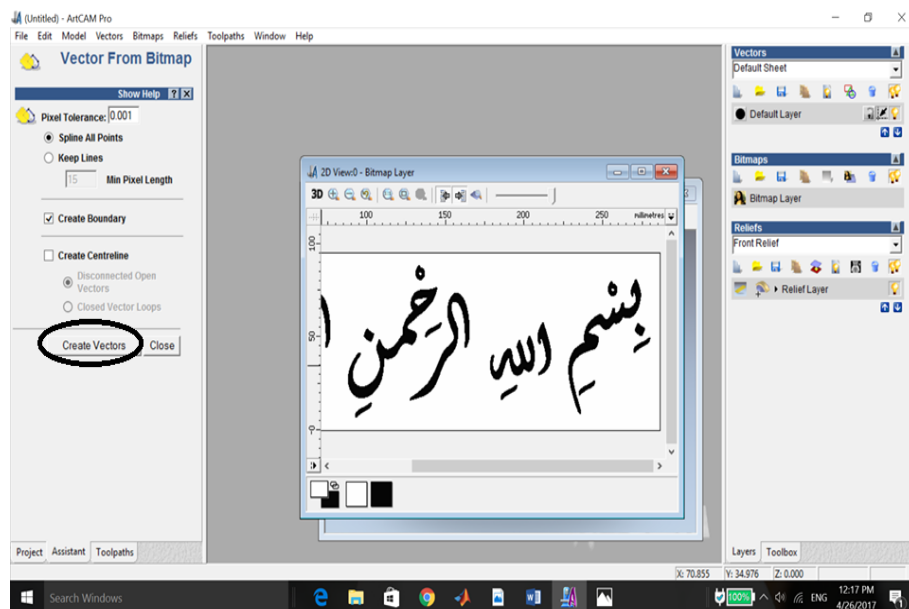 (Untitled) - ArtCAM Pro
File Edit Model Vectors Bitmaps Reliefs Toolpaths Window Help
Vector From Bitmap
Show Help ? X
Pixel Tolerance: 0.001
Spline All Points
Keep Lines
15 Min Pixel Length
Create Boundary
Create Centreline
Disconnected Open
Vectors
Closed Vector Loops
Create Vectors Close
Project Assistant Toolpaths
2D View:0 - Bitmap Layer
3D
100 150 200 250 millimetres
100
50
0
بسم الله الرحمن ا
Vectors
Default Sheet
Default Layer
Bitmaps
Bitmap Layer
Reliefs
Front Relief
Relief Layer
Layers Toolbox
X: 70.855 Y: 34.976 Z: 0.000
Search Windows
100% ENG 12:17 PM
4/26/2017